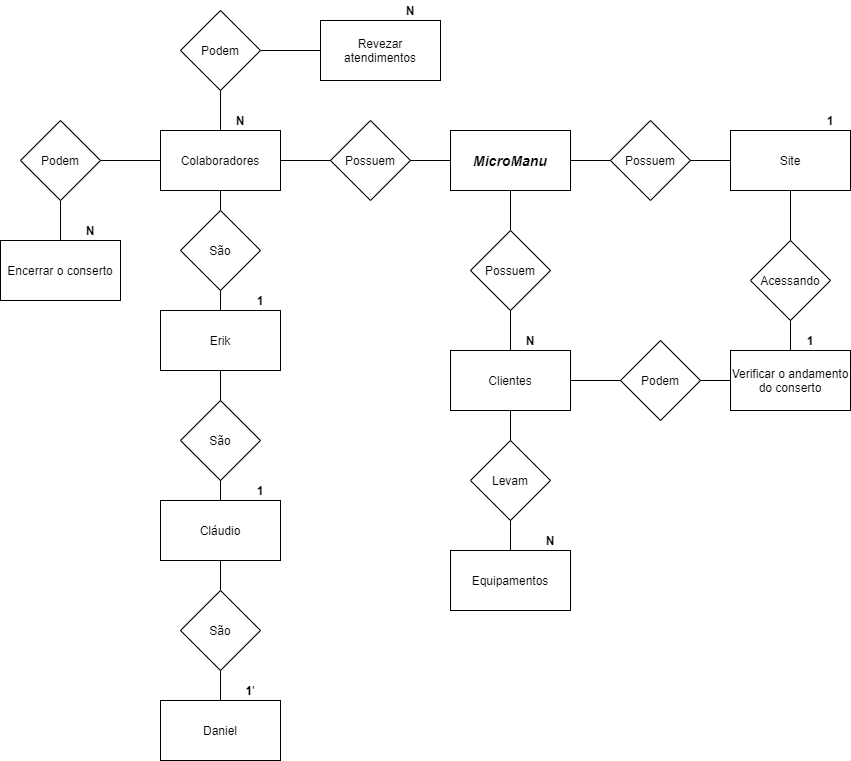 N
Podem
Revezar
atendimentos
N
1
Podem
Colaboradores
Possuem
MicroManu
Possuem
Site
N
Encerrar o conserto
São
Possuem
Acessando
1
Erik
N
1
Clientes
Podem
Verificar o andamento
do conserto
São
Levam
1
Cláudio
N
Equipamentos
São
1'
Daniel